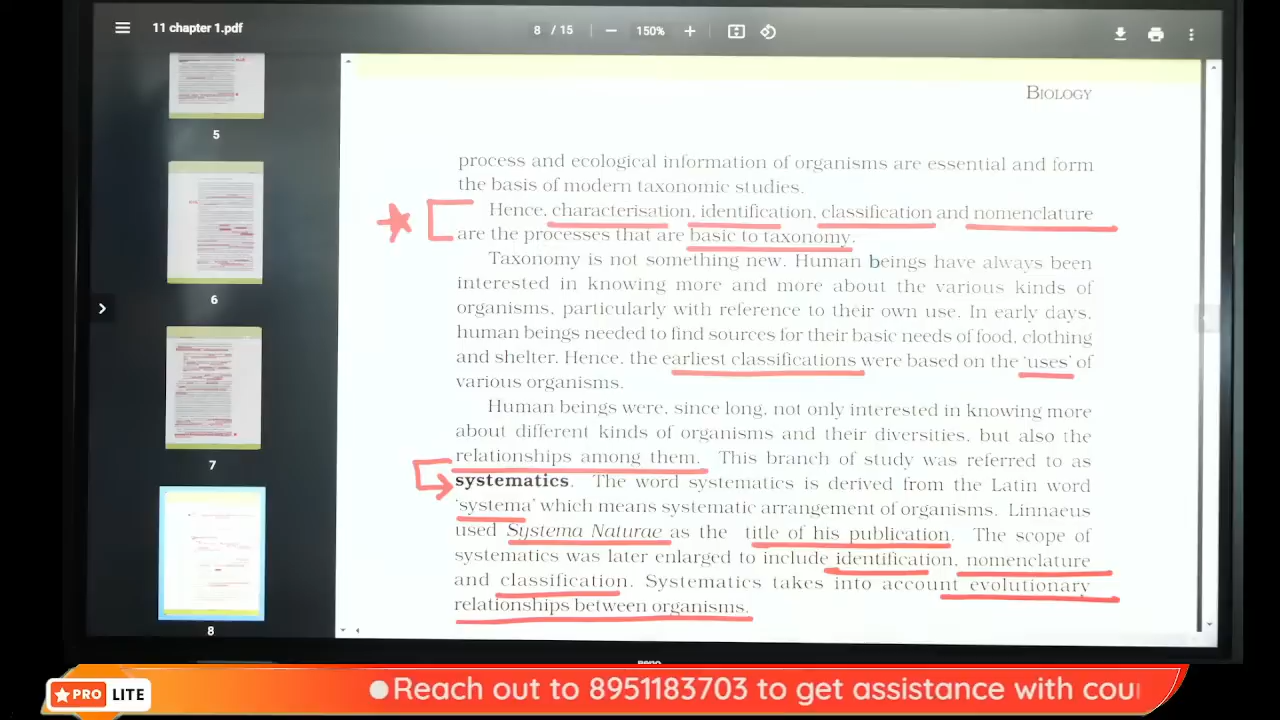 11 chapter 1.pdf
8 / 15
150%
5
6
7
8
BIOLOGY
process and ecological information of organisms are essential and form
the basis of modern taxonomic studies.
Hence, characterisation, identification, classification and nomenclature
are the processes that are basic to taxonomy.
Taxonomy is not something new. Human beings have always been
interested in knowing more and more about the various kinds of
organisms, particularly with reference to their own use. In early days,
human beings needed to find sources for their basic needs of food, clothing
and shelter. Hence, the earliest classifications were based on the 'uses' of
various organisms.
Human beings were, since long, not only interested in knowing more
about different kinds of organisms and their diversities, but also the
relationships among them. This branch of study was referred to as
systematics. The word systematics is derived from the Latin word
'systema' which means systematic arrangement of organisms. Linnaeus
used Systema Naturae as the title of his publication. The scope of
systematics was later enlarged to include identification, nomenclature
and classification. Systematics takes into account evolutionary
relationships between organisms.
PRO LITE
Reach out to 8951183703 to get assistance with